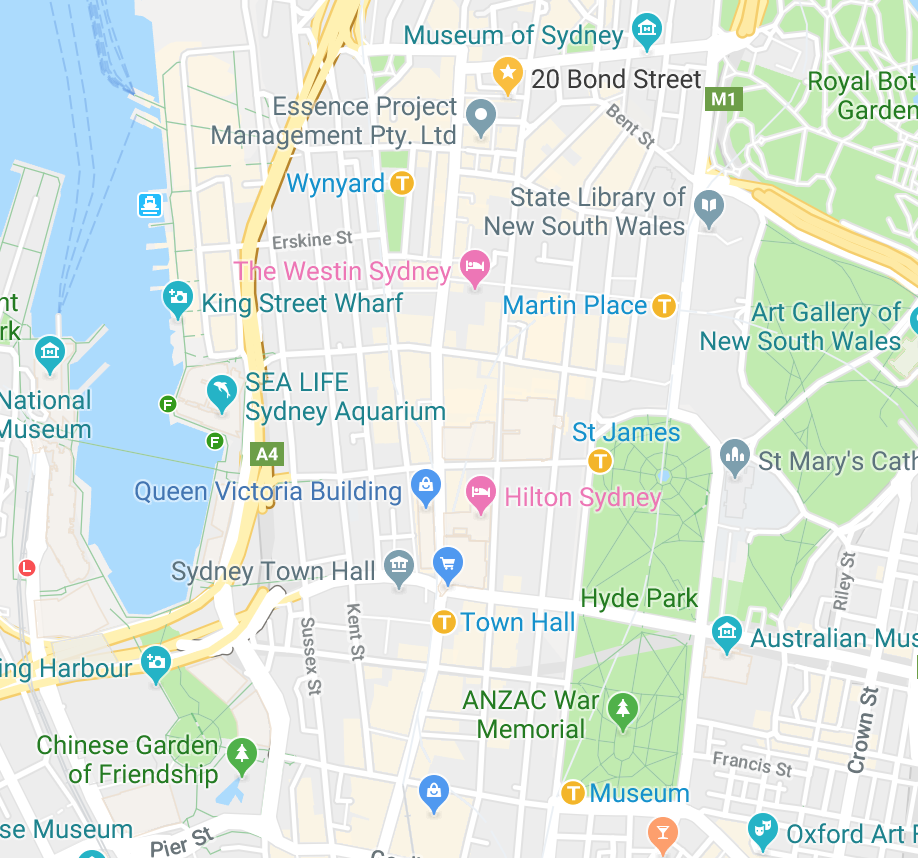 Museum of Sydney
20 Bond Street
Royal Bot
Garden
M1
Essence Project
Management Pty. Ltd
Bent St
Wynyard
T
State Library of
New South Wales
Erskine St
The Westin Sydney
King Street Wharf
Martin Place
T
nt
rk
Art Gallery of
New South Wales
SEA LIFE
Sydney Aquarium
National
Museum
F
F
St James
T
A4
St Mary's Cath
Queen Victoria Building
Hilton Sydney
L
Sydney Town Hall
Riley St
Hyde Park
T
Town Hall
Kent St
Sussex St
Australian Mus
ing Harbour
ANZAC War
Memorial
Crown St
Chinese Garden
of Friendship
Francis St
T
Museum
se Museum
Pier St
Oxford Art F